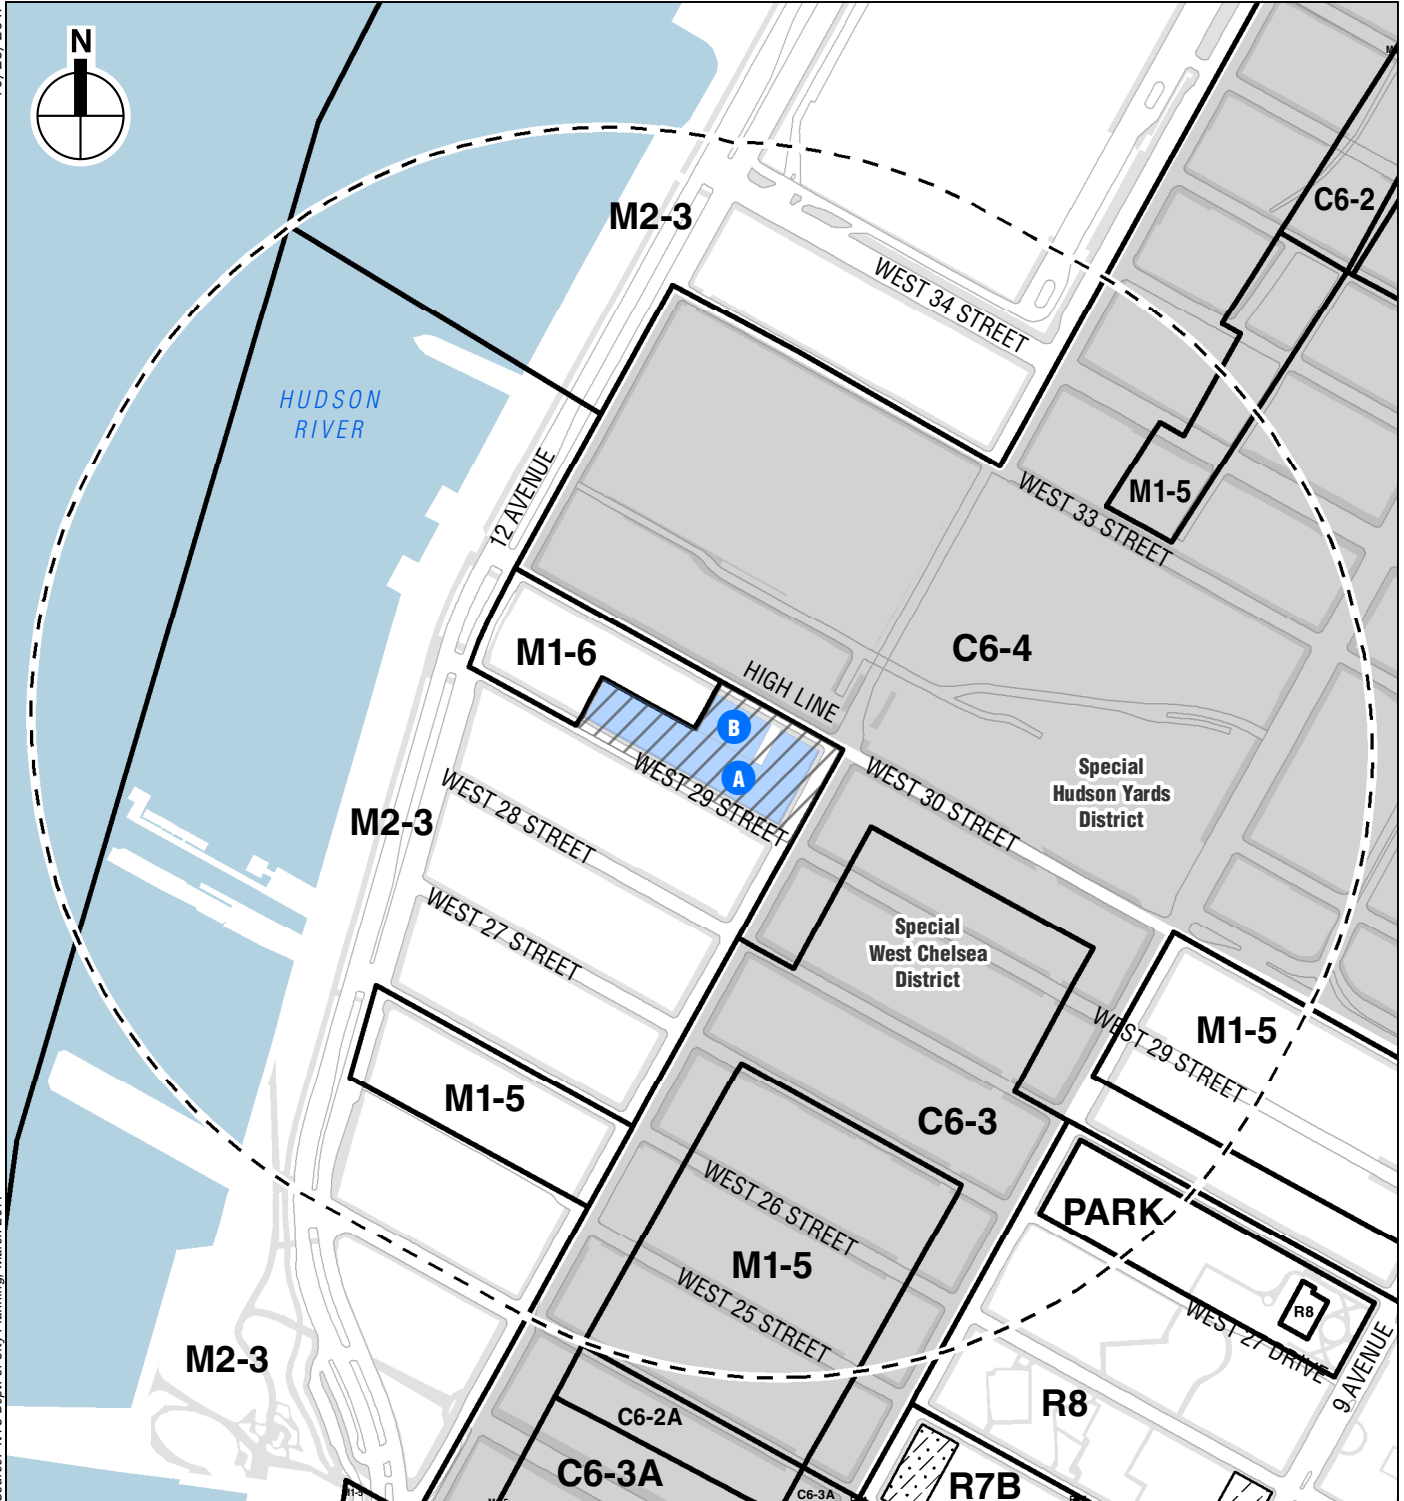 N
M2-3
C6-2
WEST 34 STREET
HUDSON
RIVER
12 AVENUE
M1-5
WEST 33 STREET
M1-6
C6-4
HIGH LINE
B
A
WEST 29 STREET
WEST 30 STREET
Special
Hudson Yards
District
M2-3
WEST 28 STREET
WEST 27 STREET
Special
West Chelsea
District
M1-5
WEST 29 STREET
M1-5
C6-3
WEST 26 STREET
PARK
M1-5
WEST 25 STREET
R8
WEST 27 DRIVE
9 AVENUE
M2-3
R8
C6-2A
C6-3A
C6-3A
R7B
M1-5